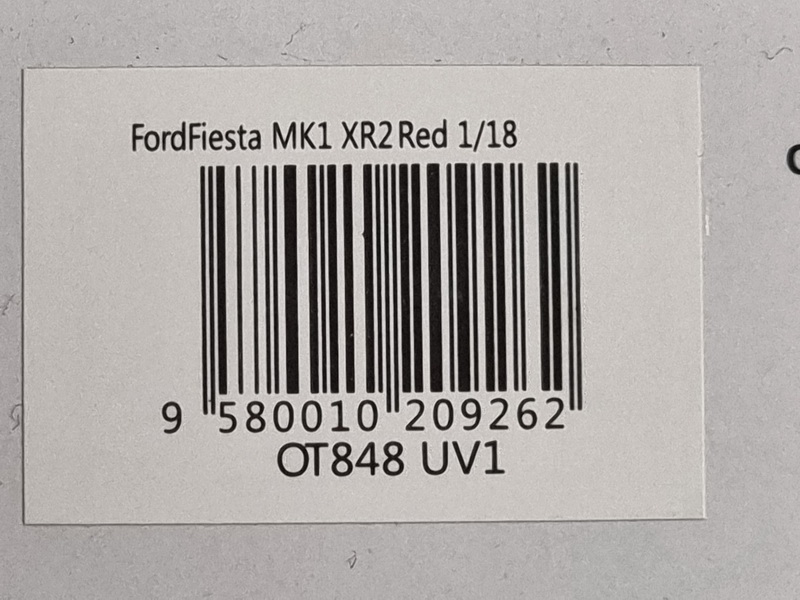 FordFiesta MK1 XR2 Red 1/18
9 580010 209262
OT848 UV1